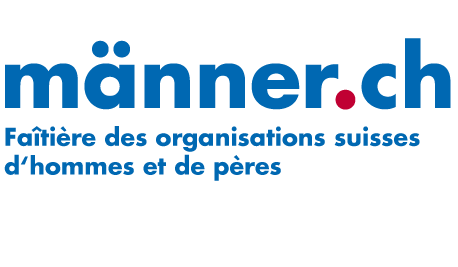 männer.ch
Faîtière des organisations suisses
d‘hommes et de pères